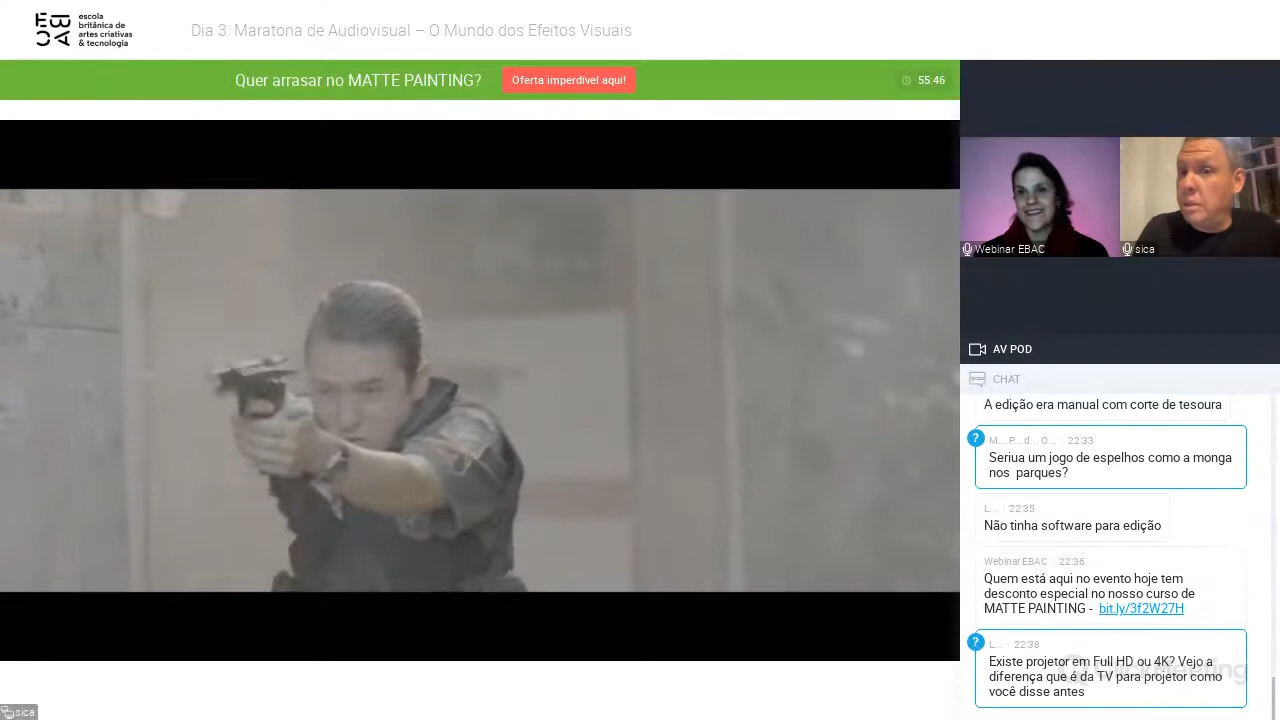 escola
britânica de
artes criativas
& tecnologia
Dia 3: Maratona de Audiovisual – O Mundo dos Efeitos Visuais
Quer arrasar no MATTE PAINTING?
Oferta imperdível aqui!
55:46
Webinar EBAC
sica
AV POD
CHAT
A edição era manual com corte de tesoura
M... P... d... O... 22:33
Seriua um jogo de espelhos como a monga
nos parques?
L... 22:35
Não tinha software para edição
Webinar EBAC 22:36
Quem está aqui no evento hoje tem
desconto especial no nosso curso de
MATTE PAINTING - bit.ly/3f2W27H
L... 22:38
Existe projetor em Full HD ou 4K? Vejo a
diferença que é da TV para projetor como
você disse antes
sica